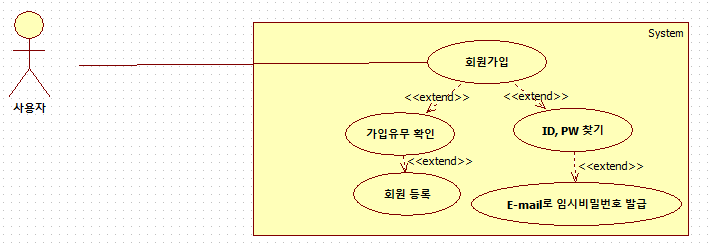 System
회원가입
<<extend>>
<<extend>>
사용자
가입유무 확인
ID, PW 찾기
<<extend>>
<<extend>>
회원 등록
E-mail로 임시비밀번호 발급